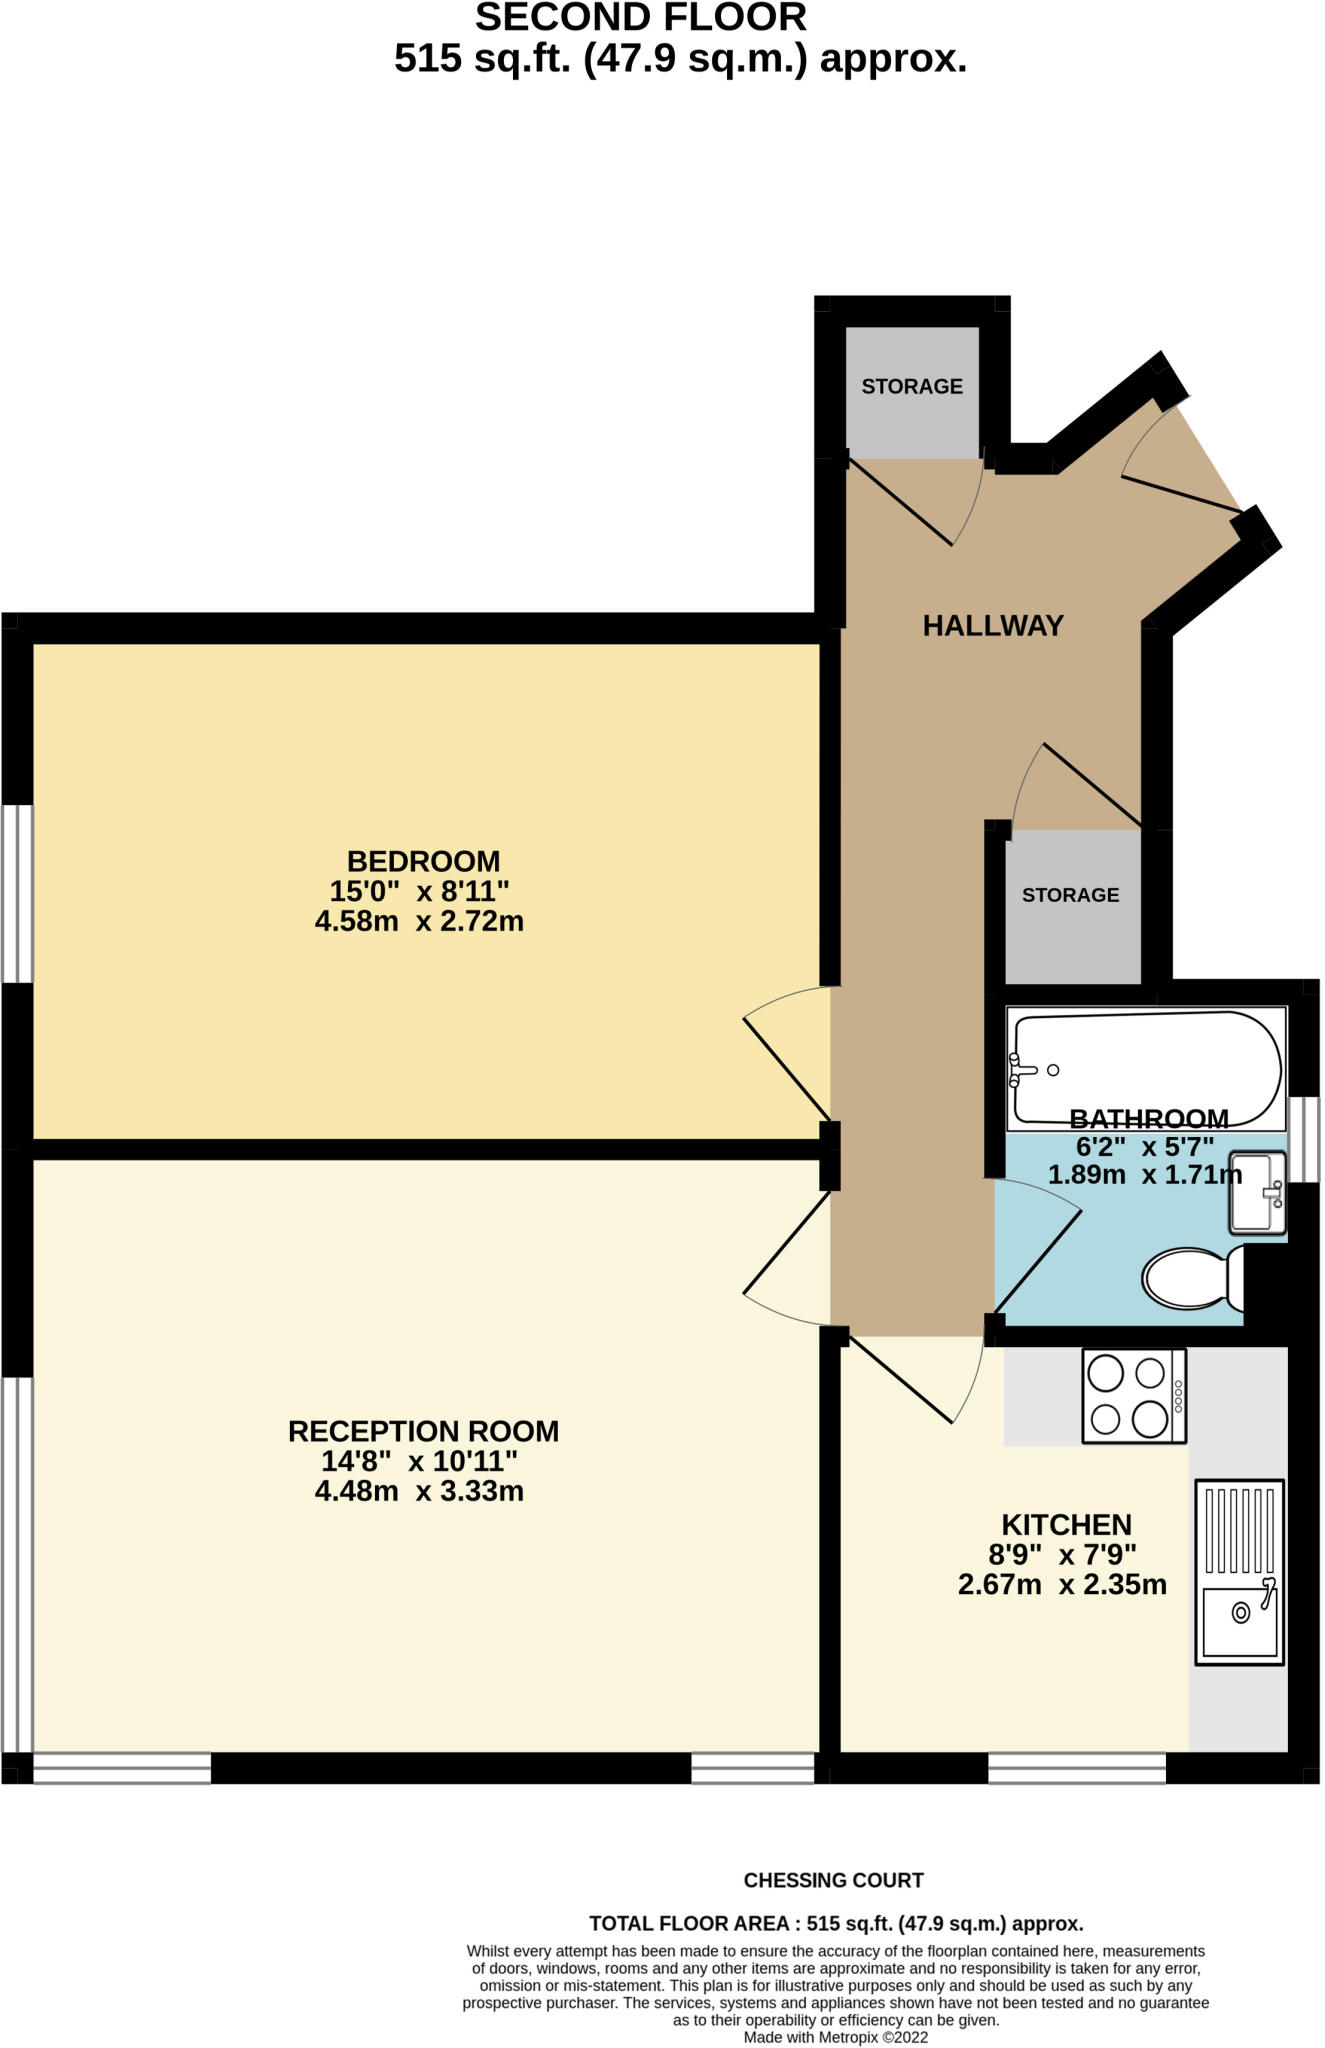 SECOND FLOOR
515 sq.ft. (47.9 sq.m.) approx.
STORAGE
HALLWAY
BEDROOM
15'0" x 8'11"
4.58m x 2.72m
STORAGE
BATHROOM
6'2" x 5'7"
1.89m x 1.71m
RECEPTION ROOM
14'8" x 10'11"
4.48m x 3.33m
KITCHEN
8'9" x 7'9"
2.67m x 2.35m
CHESSING COURT
TOTAL FLOOR AREA : 515 sq.ft. (47.9 sq.m.) approx.
Whilst every attempt has been made to ensure the accuracy of the floorplan contained here, measurements
of doors, windows, rooms and any other items are approximate and no responsibility is taken for any error,
omission or mis-statement. This plan is for illustrative purposes only and should be used as such by any
prospective purchaser. The services, systems and appliances shown have not been tested and no guarantee
as to their operability or efficiency can be given.
Made with Metropix ©2022